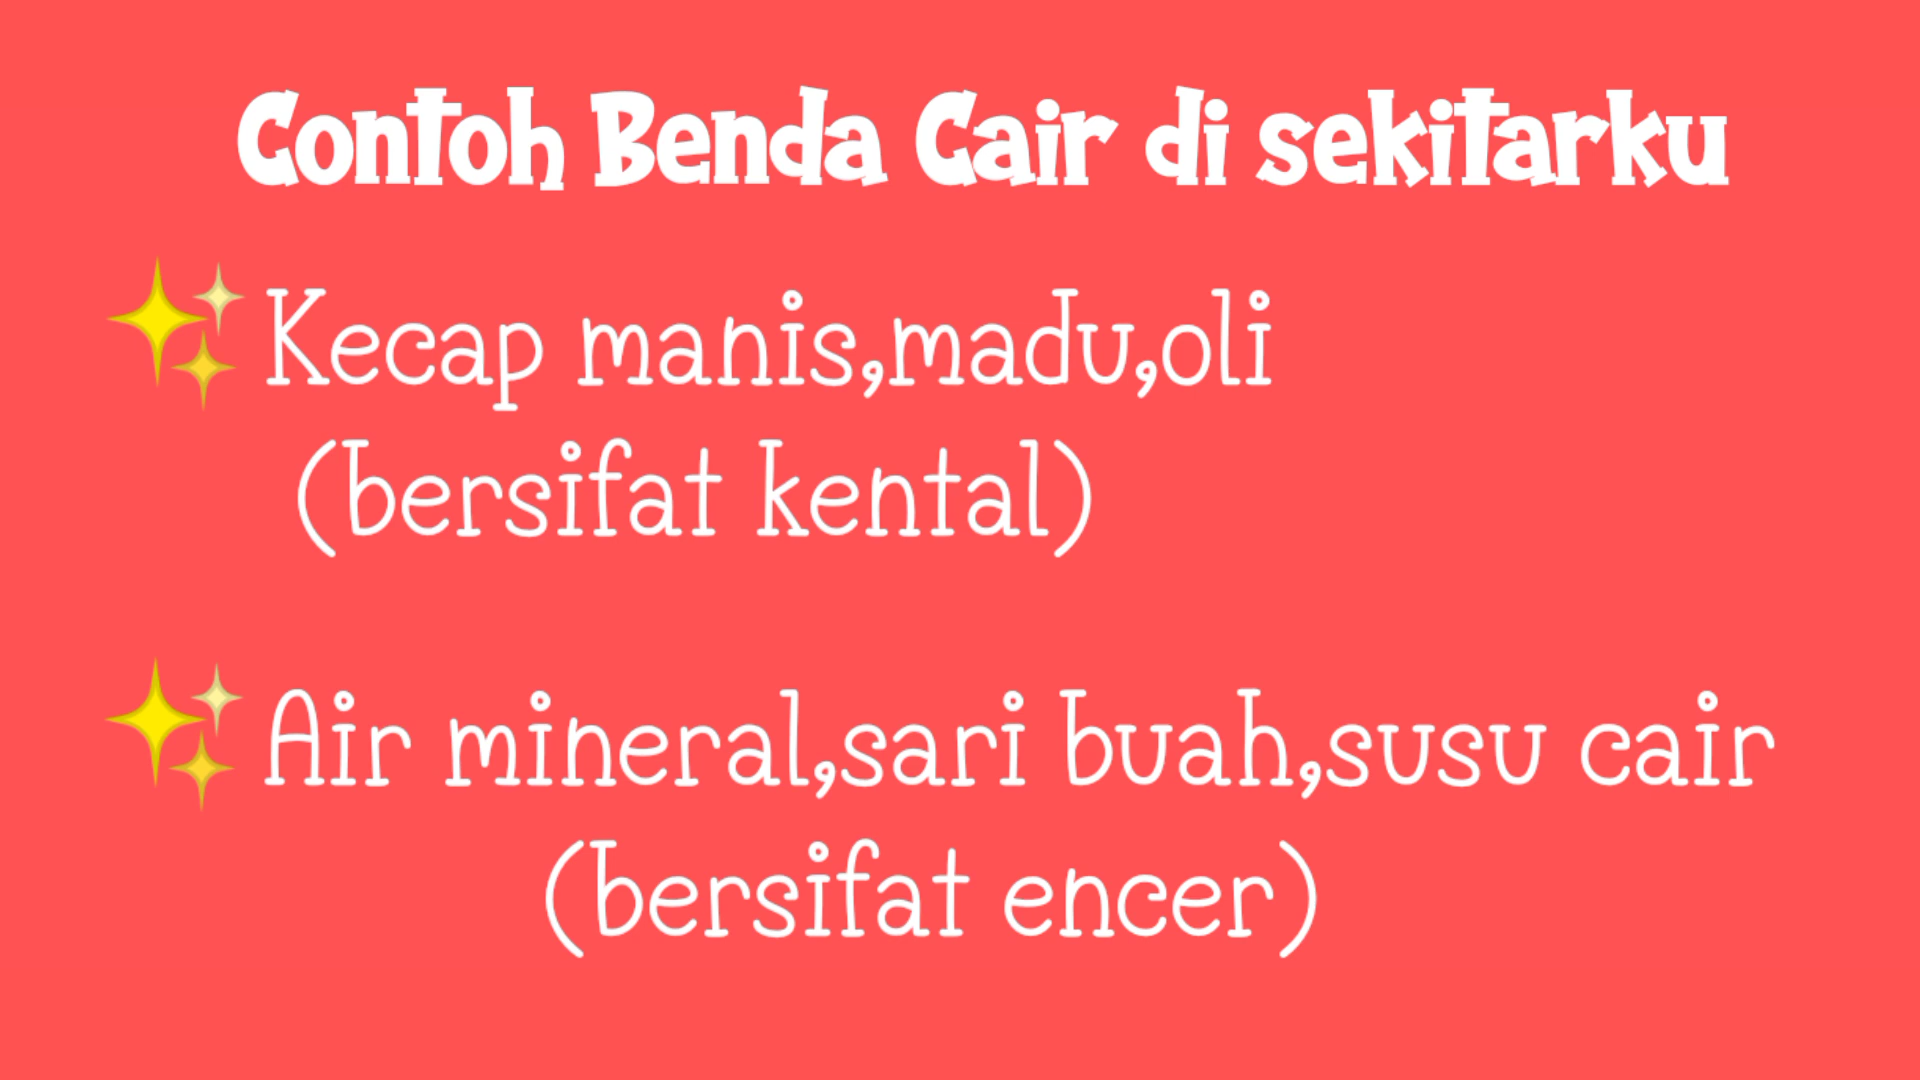 Contoh Benda Cair di sekitarku
Kecap manis,madu,oli
(bersifat kental)
Air mineral,sari buah,susu cair
(bersifat encer)